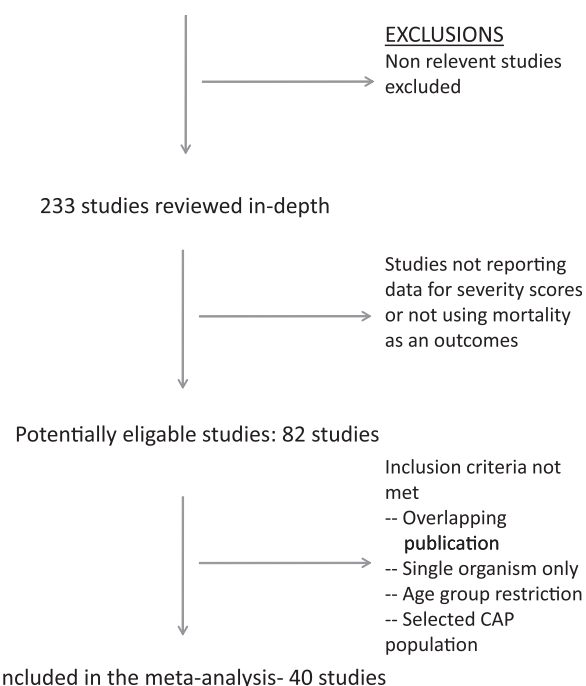 EXCLUSIONS
Non relevent studies
excluded
233 studies reviewed in-depth
Studies not reporting
data for severity scores
or not using mortality
as an outcomes
Potentially eligable studies: 82 studies
Inclusion criteria not
met
-- Overlapping
publication
-- Single organism only
-- Age group restriction
-- Selected CAP
population
ncluded in the meta-analysis- 40 studies